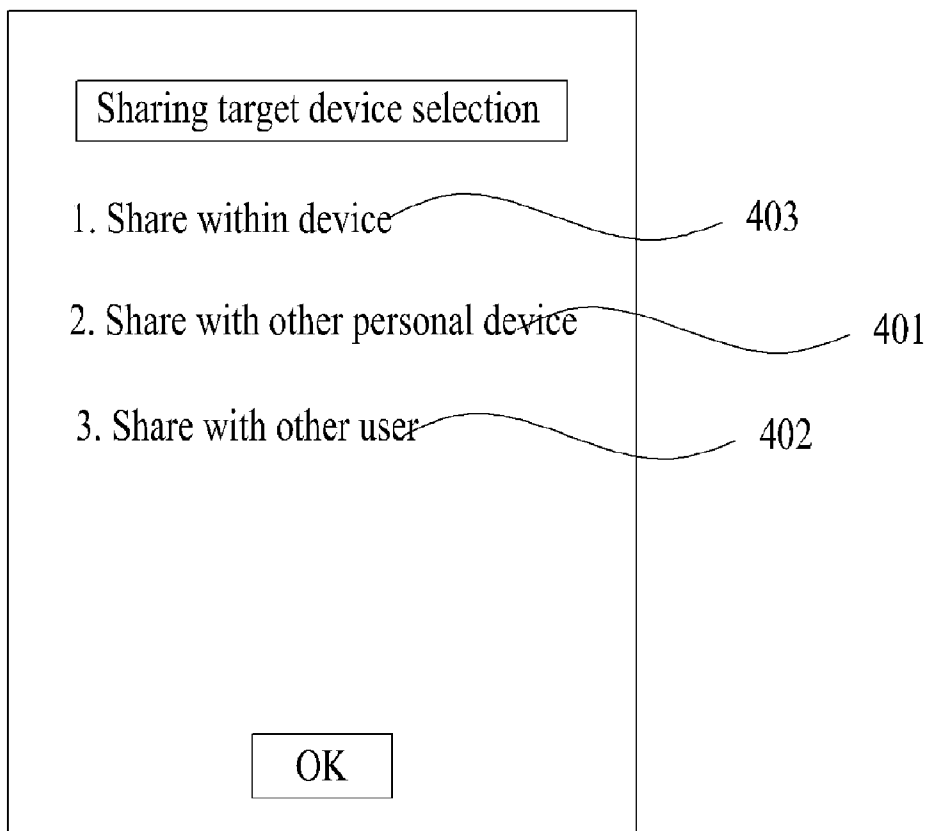 Sharing target device selection
1. Share within device
403
2. Share with other personal device
401
3. Share with other user
402
OK